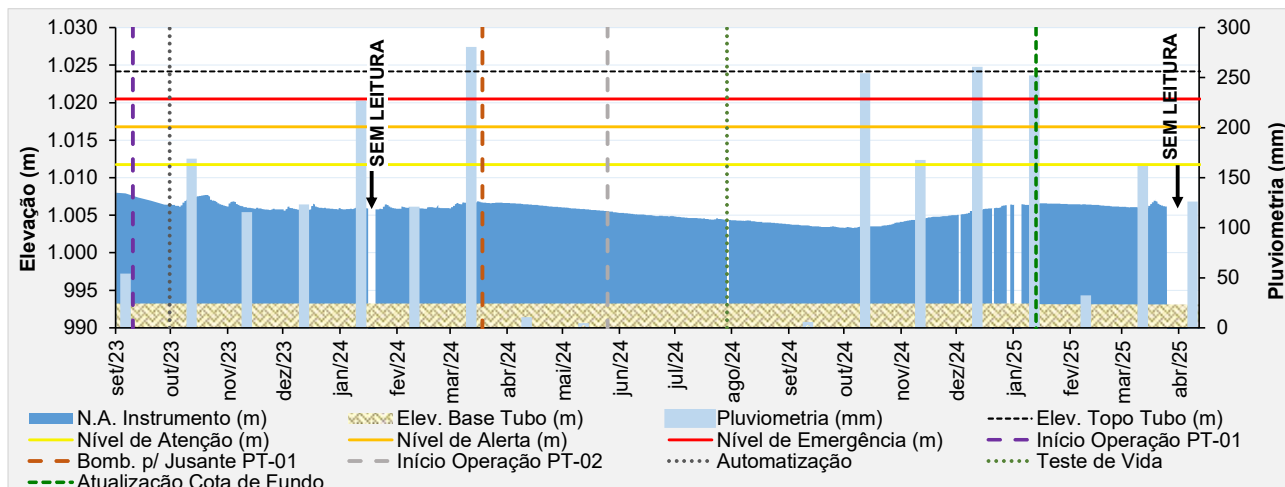 1.030
1.025
1.020
1.015
1.010
1.005
1.000
995
990
Elevação (m)
SEM LEITURA
SEM LEITURA
300
250
200
150
100
50
0
Pluviometria (mm)
set/23
out/23
nov/23
dez/23
jan/24
fev/24
mar/24
abr/24
mai/24
jun/24
jul/24
ago/24
set/24
out/24
nov/24
dez/24
jan/25
fev/25
mar/25
abr/25
N.A. Instrumento (m) Elev. Base Tubo (m) Pluviometria (mm) Elev. Topo Tubo (m)
Nível de Atenção (m) Nível de Alerta (m) Nível de Emergência (m) Início Operação PT-01
Bomb. p/ Jusante PT-01 Início Operação PT-02 Automatização Teste de Vida
Atualização Cota de Fundo